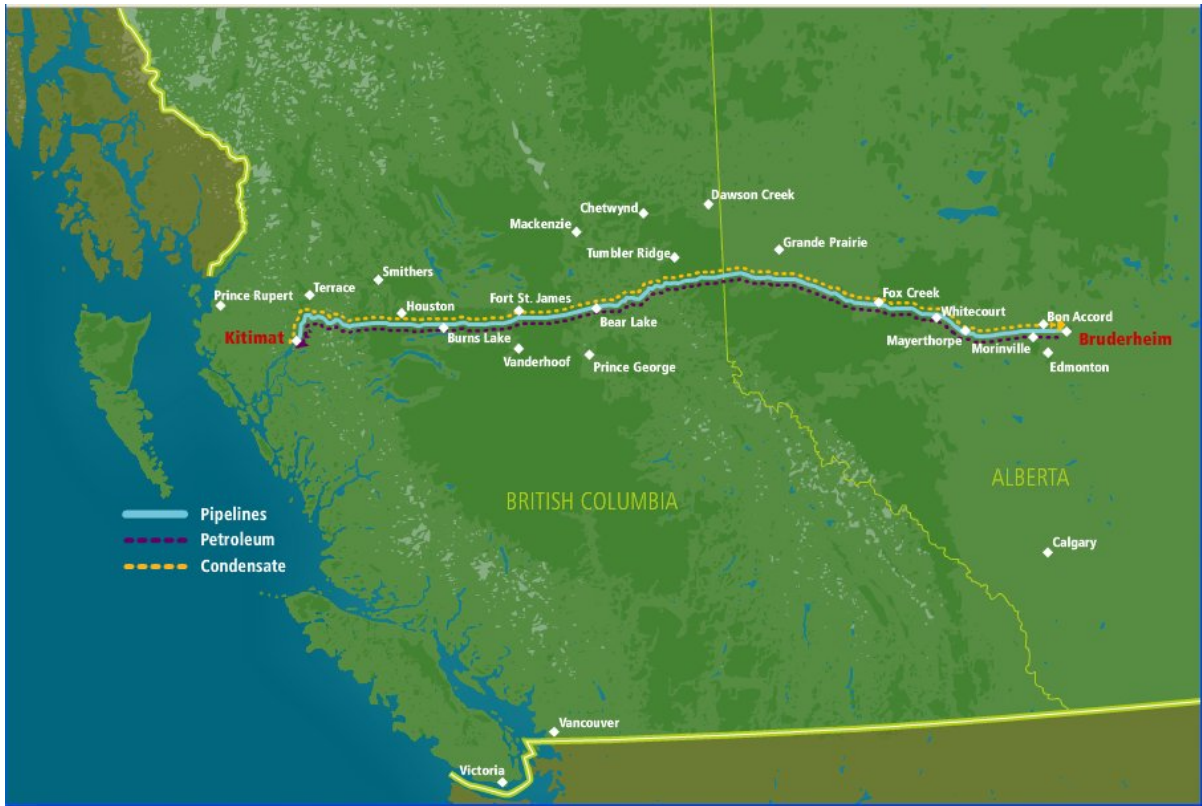 Dawson Creek
Chetwynd
Mackenzie
Grande Prairie
Tumbler Ridge
Smithers
Terrace
Prince Rupert
Fort St. James
Houston
Fox Creek
Bear Lake
Whitecourt
Bon Accord
Kitimat
Burns Lake
Mayerthorpe
Bruderheim
Morinville
Vanderhoof
Prince George
Edmonton
ALBERTA
BRITISH COLUMBIA
Pipelines
Petroleum
Condensate
Calgary
Vancouver
Victoria